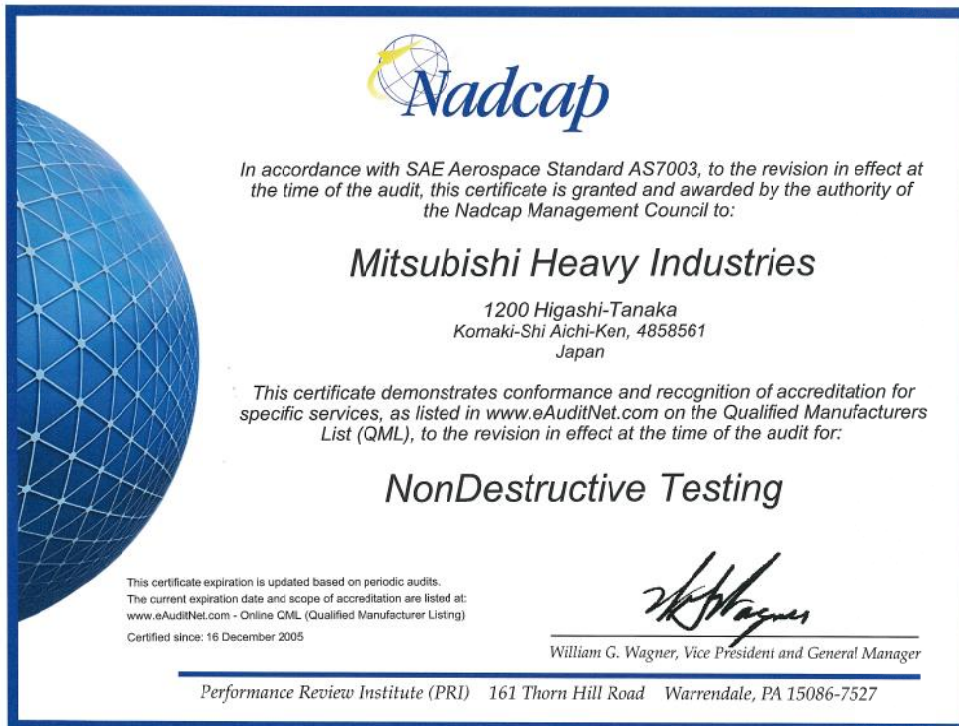 Nadcap
In accordance with SAE Aerospace Standard AS7003, to the revision in effect at
the time of the audit, this certificate is granted and awarded by the authority of
the Nadcap Management Council to:
Mitsubishi Heavy Industries
1200 Higashi-Tanaka
Komaki-Shi Aichi-Ken, 4858561
Japan
This certificate demonstrates conformance and recognition of accreditation for
specific services, as listed in www.eAuditNet.com on the Qualified Manufacturers
List (QML), to the revision in effect at the time of the audit for:
NonDestructive Testing
This certificate expiration is updated based on periodic audits.
The current expiration date and scope of accreditation are listed at:
www.eAuditNet.com - Online QML (Qualified Manufacturer Listing)
Certified since: 16 December 2005
William G. Wagner, Vice President and General Manager
Performance Review Institute (PRI) 161 Thorn Hill Road Warrendale, PA 15086-7527